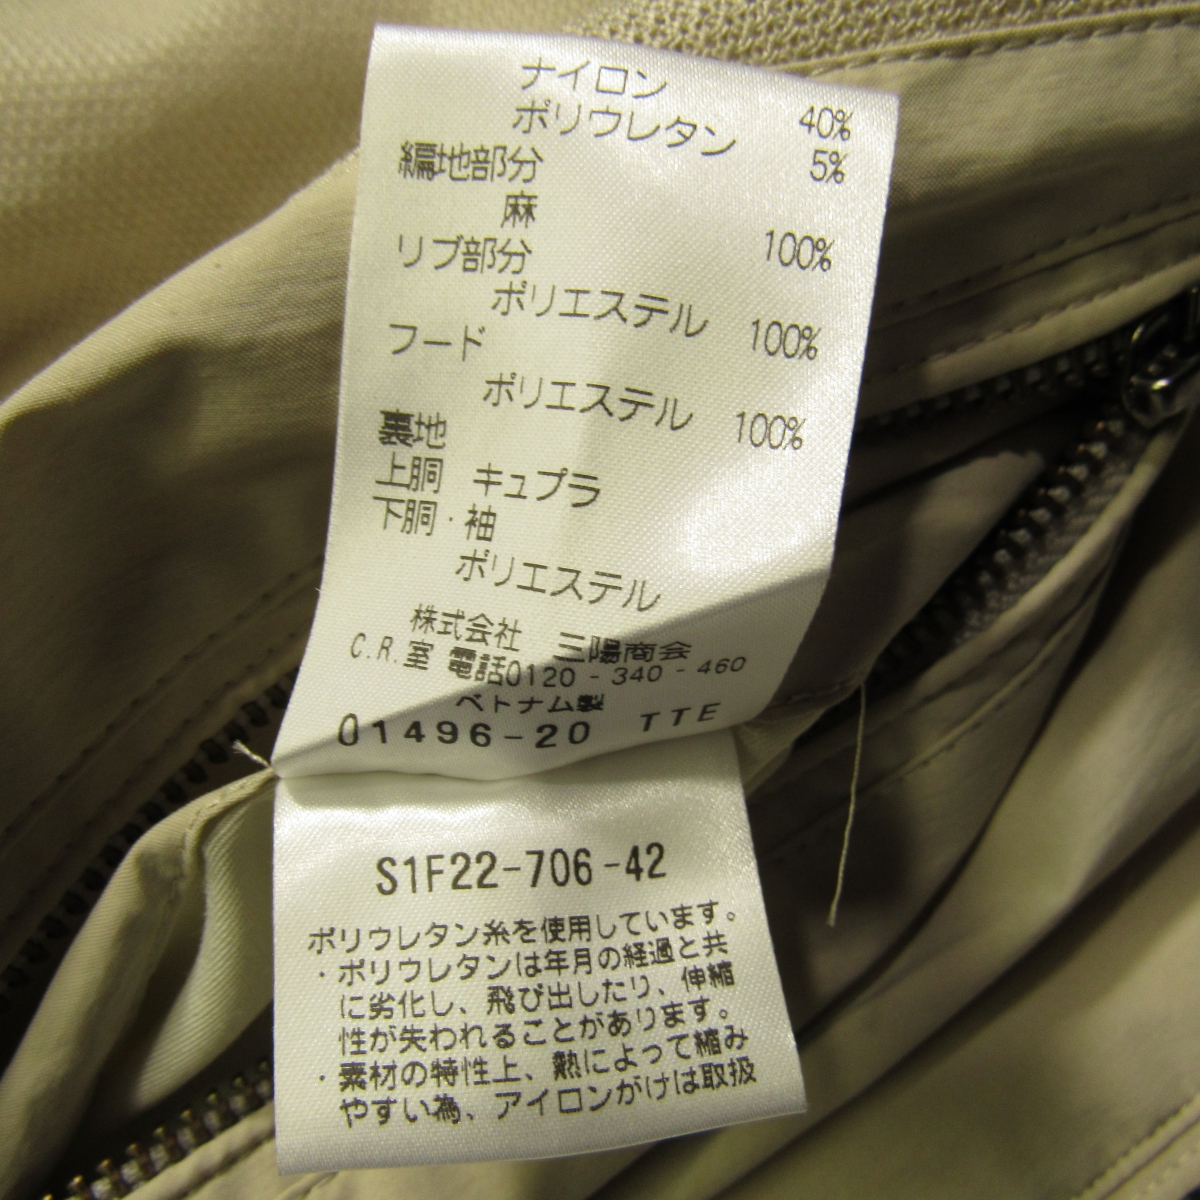 ナイロン 40%
ポリウレタン 5%
編地部分
麻 100%
リブ部分
ポリエステル 100%
フード
ポリエステル 100%
裏地
上胴 キュプラ
下胴・袖
ポリエステル
株式会社 三陽商会
C.R.室 電話0120-340-460
ベトナム製
01496-20 TTE
S1F22-706-42
ポリウレタン糸を使用しています。
・ポリウレタンは年月の経過と共
に劣化し、飛び出したり、伸縮
性が失われることがあります。
・素材の特性上、熱によって縮み
やすい為、アイロンがけは取扱